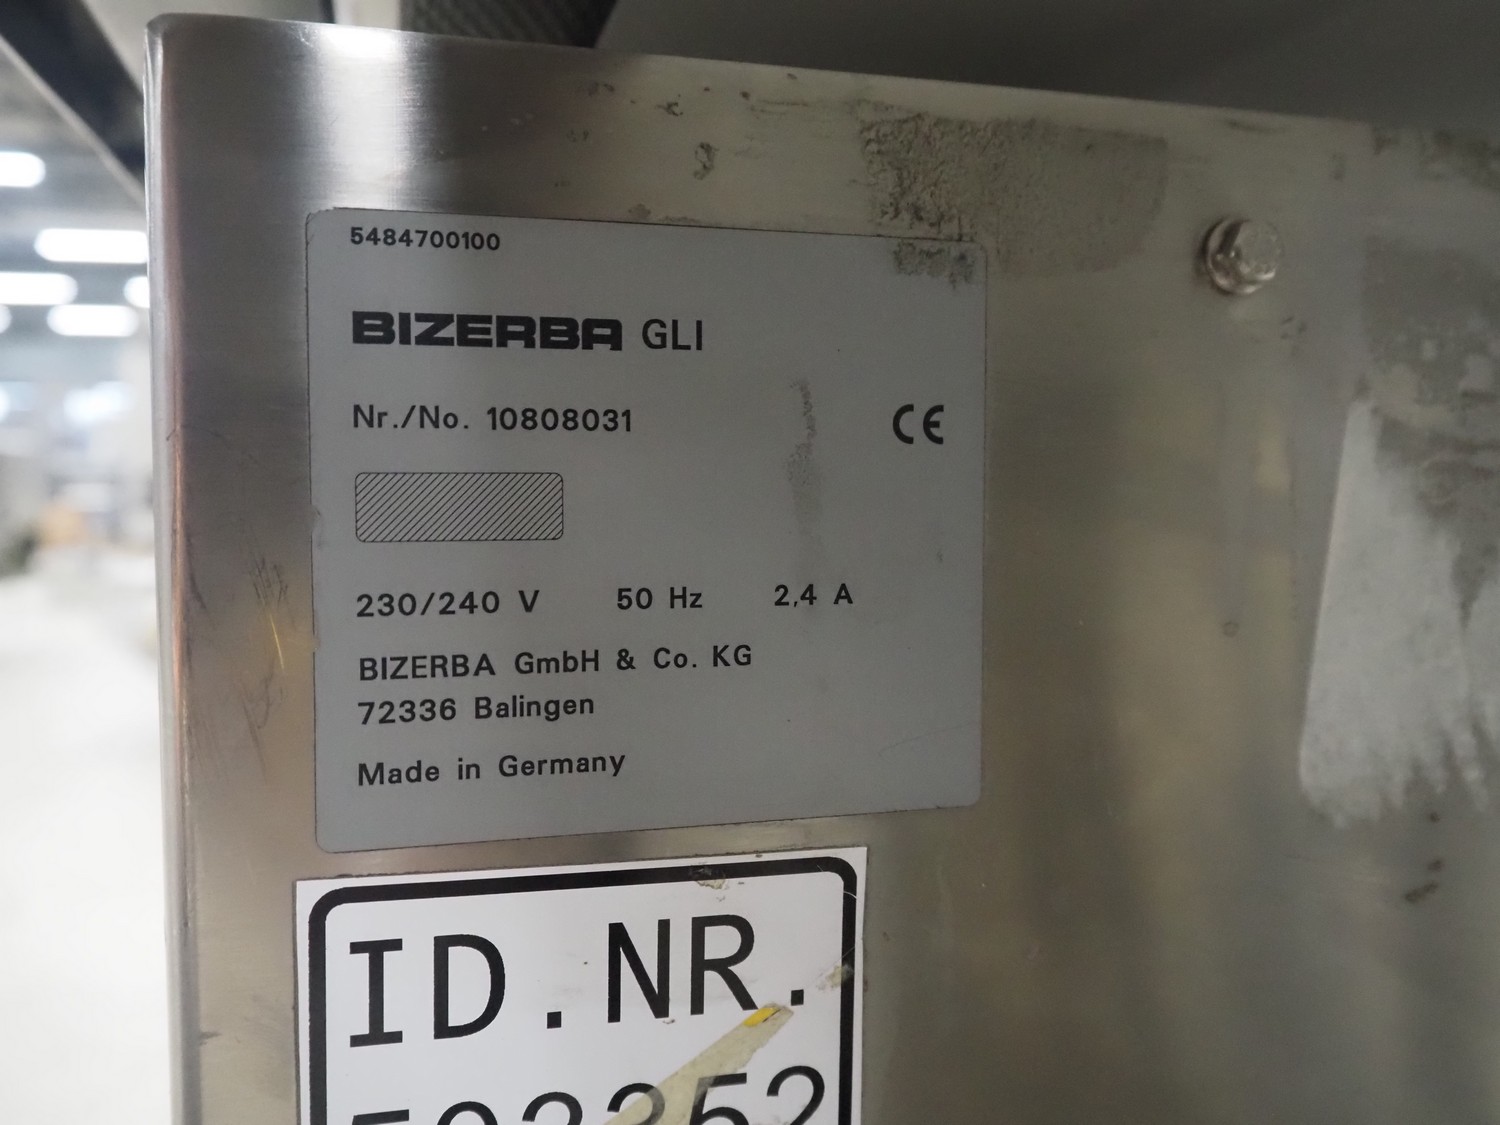 5484700100
BIZERBA GLI
Nr./No. 10808031
CE
230/240 V 50 Hz 2,4 A
BIZERBA GmbH & Co. KG
72336 Balingen
Made in Germany
ID.NR.